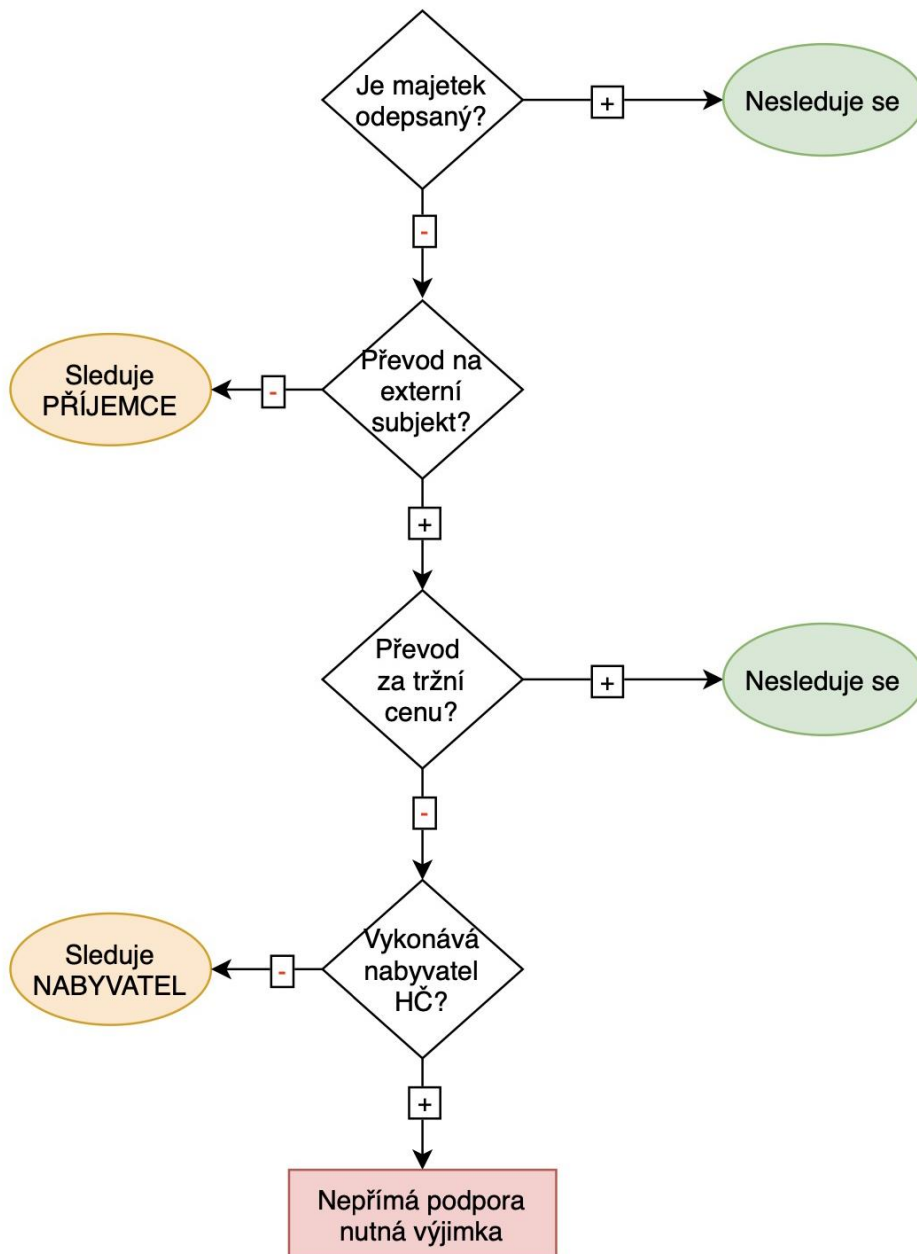 Je majetek
odepsaný?
+
Nesleduje se
-
Sleduje
PŘÍJEMCE
-
Převod na
externí
subjekt?
+
Převod
za tržní
cenu?
+
Nesleduje se
-
Sleduje
NABYVATEL
-
Vykonává
nabyvatel
HČ?
+
Nepřímá podpora
nutná výjimka